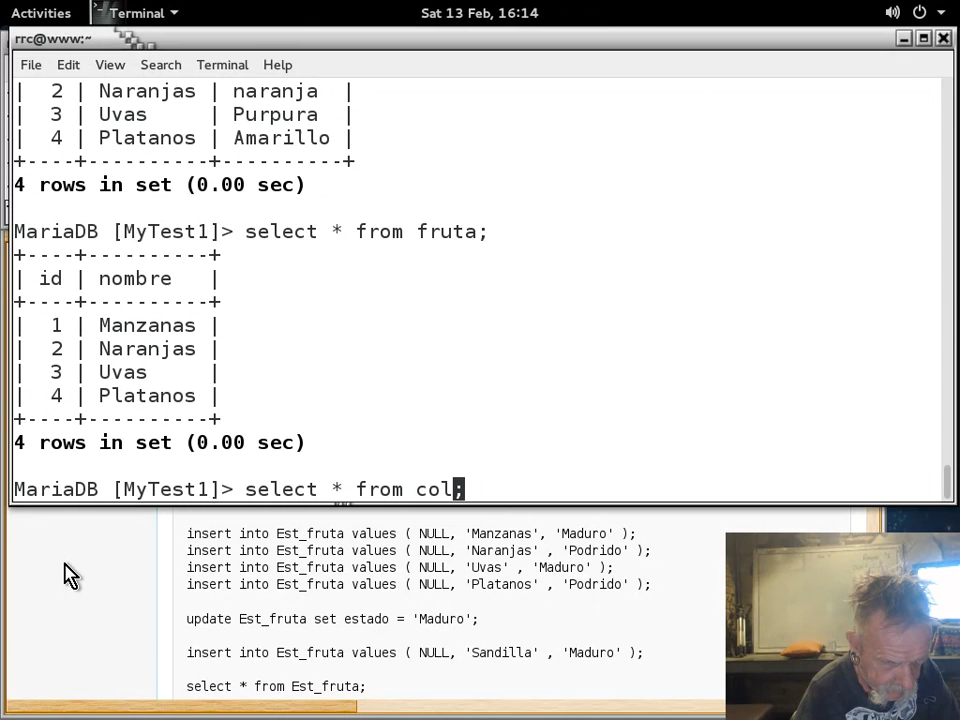 Activities Terminal Sat 13 Feb, 16:14
rrc@www:~
File Edit View Search Terminal Help
| 2 | Naranjas | naranja |
| 3 | Uvas | Purpura |
| 4 | Platanos | Amarillo |
+----+----------+----------+
4 rows in set (0.00 sec)
MariaDB [MyTest1]> select * from fruta;
+----+----------+
| id | nombre |
+----+----------+
| 1 | Manzanas |
| 2 | Naranjas |
| 3 | Uvas |
| 4 | Platanos |
+----+----------+
4 rows in set (0.00 sec)
MariaDB [MyTest1]> select * from col;
insert into Est_fruta values ( NULL, 'Manzanas', 'Maduro' );
insert into Est_fruta values ( NULL, 'Naranjas' , 'Podrido' );
insert into Est_fruta values ( NULL, 'Uvas' , 'Maduro' );
insert into Est_fruta values ( NULL, 'Platanos' , 'Podrido' );
update Est_fruta set estado = 'Maduro';
insert into Est_fruta values ( NULL, 'Sandilla' , 'Maduro' );
select * from Est_fruta;